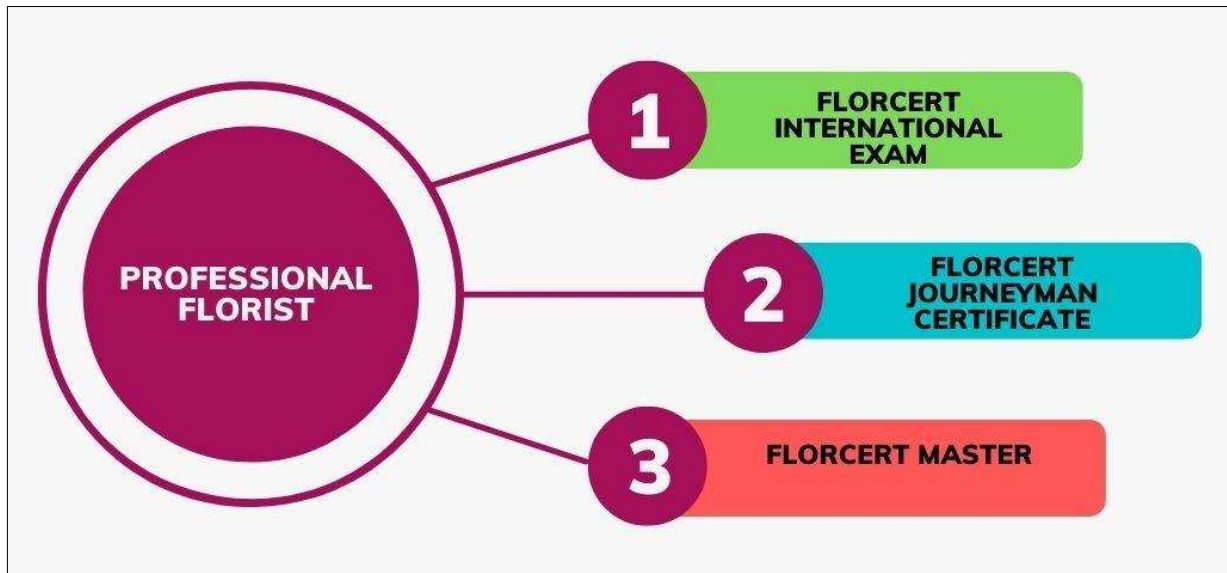 PROFESSIONAL
FLORIST
1
FLORCERT
INTERNATIONAL
EXAM
2
FLORCERT
JOURNEYMAN
CERTIFICATE
3
FLORCERT MASTER